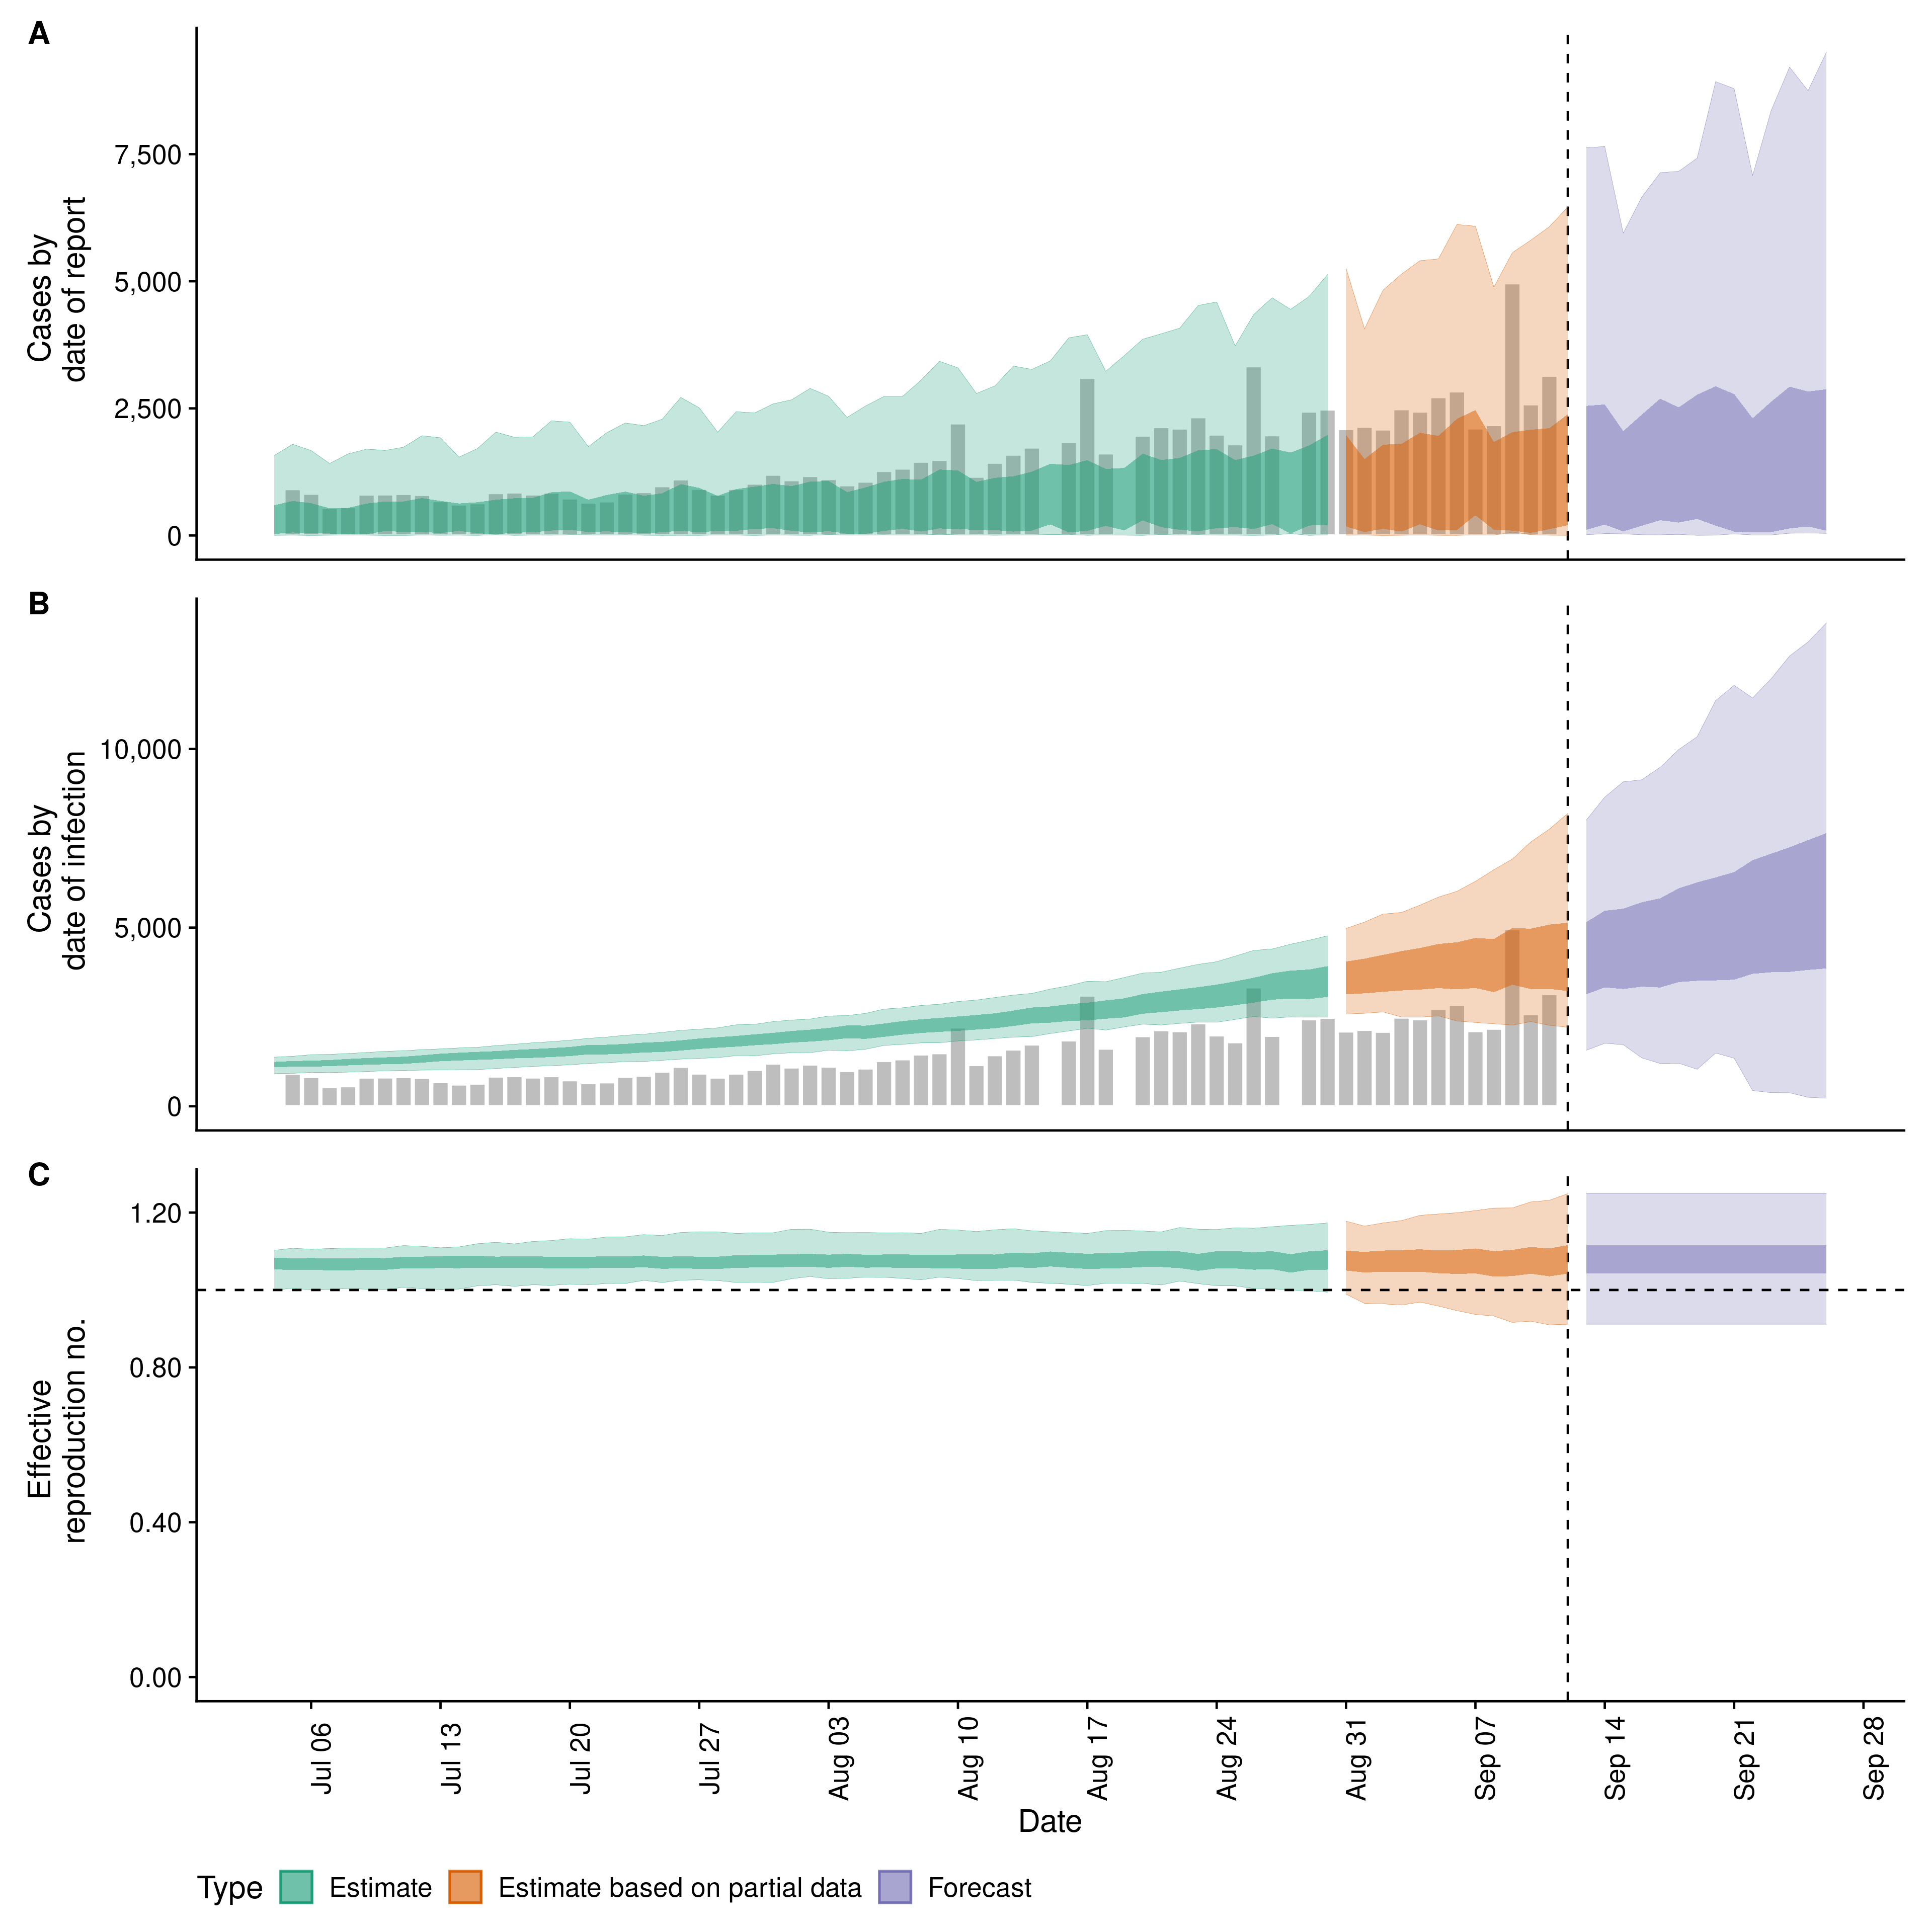 A
Cases by
date of report
7,500
5,000
2,500
0
B
Cases by
date of infection
10,000
5,000
0
C
Effective
reproduction no.
1.20
0.80
0.40
0.00
Jul 06
Jul 13
Jul 20
Jul 27
Aug 03
Aug 10
Aug 17
Aug 24
Aug 31
Sep 07
Sep 14
Sep 21
Sep 28
Date
Type Estimate Estimate based on partial data Forecast